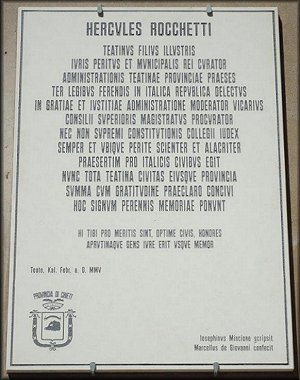 HERCVLES ROCCHETTI
TEATINVS FILIVS ILLVSTRIS
IVRIS PERITVS ET MVNICIPALIS REI CVRATOR
ADMINISTRATIONIS TEATINAE PROVINCIAE PRAESES
TER LEGIBVS FERENDIS IN ITALICA REPVBLICA DELECTVS
IN GRATIAE ET IVSTITIAE ADMINISTRATIONE MODERATOR VICARIVS
CONSILII SVPERIORIS MAGISTRATVS PROCVRATOR
NEC NON SVPREMI CONSTITVTIONIS COLLEGII IVDEX
SEMPER ET VBIQVE PERITE SCIENTER ET ALACRITER
PRAESERTIM PRO ITALICIS CIVIBVS EGIT
NVNC TOTA TEATINA CIVITAS EIVSQVE PROVINCIA
SVMMA CVM GRATITVDINE PRAECLARO CONCIVI
HOC SIGNVM PERENNIS MEMORIAE PONVNT
HI TIBI PRO MERITIS SINT, OPTIME CIVIS, HONORES
APRVTINAQVE GENS IVRE ERIT VSQVE MEMOR
Teate, Kal. Febr. a. D. MMV
PROVINCIA DI CHIETI
Iosephinus Miscione scripsit
Marcellus de Giovanni confecit